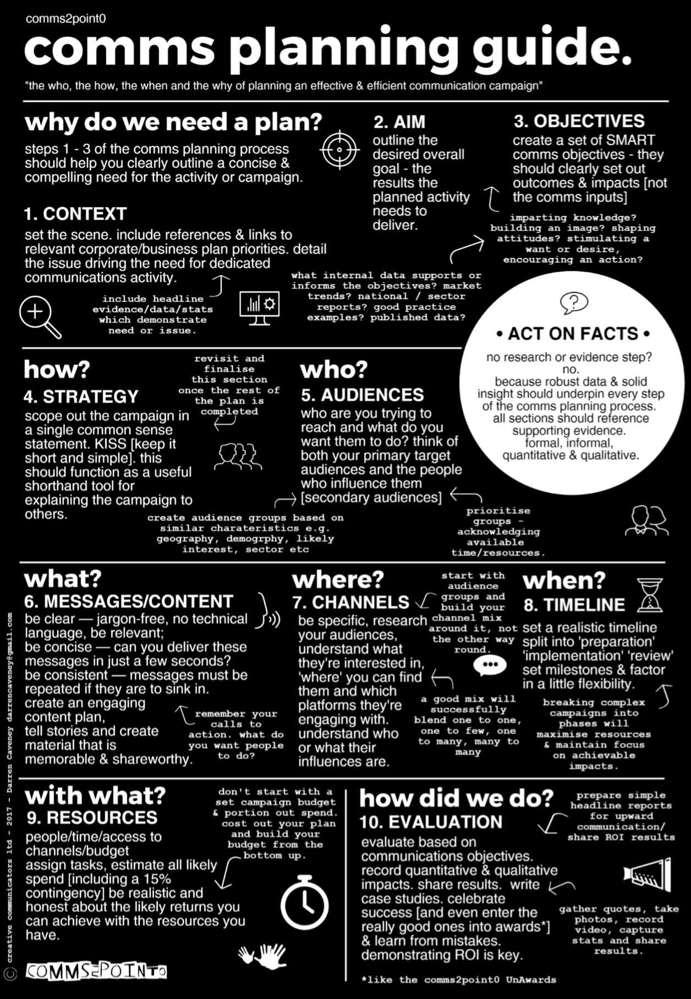 comms2point0
comms planning guide.
"the who, the how, the when and the why of planning an effective & efficient communication campaign"
why do we need a plan?
steps 1 - 3 of the comms planning process
should help you clearly outline a concise &
compelling need for the activity or campaign.
1. CONTEXT
set the scene. include references & links to
relevant corporate/business plan priorities. detail
the issue driving the need for dedicated
communications activity.
include headline
evidence/data/stats
which demonstrate
need or issue.
2. AIM
outline the
desired overall
goal - the
results the
planned activity
needs to
deliver.
3. OBJECTIVES
create a set of SMART
comms objectives - they
should clearly set out
outcomes & impacts [not
the comms inputs]
imparting knowledge?
building an image? shaping
attitudes? stimulating a
want or desire,
encouraging an action?
what internal data supports or
informs the objectives? market
trends? national / sector
reports? good practice
examples? published data?
?
• ACT ON FACTS •
no research or evidence step?
no.
because robust data & solid
insight should underpin every step
of the comms planning process.
all sections should reference
supporting evidence.
formal, informal,
quantitative & qualitative.
how?
4. STRATEGY
scope out the campaign in
a single common sense
statement. KISS [keep it
short and simple]. this
should function as a useful
shorthand tool for
explaining the campaign to
others.
revisit and
finalise
this section
once the rest of
the plan is
completed
who?
5. AUDIENCES
who are you trying to
reach and what do you
want them to do? think of
both your primary target
audiences and the people
who influence them
[secondary audiences]
create audience groups based on
similar charateristics e.g.
geography, demogrphy, likely
interest, sector etc
prioritise
groups -
acknowledging
available
time/resources.
what?
6. MESSAGES/CONTENT
be clear — jargon-free, no technical
language, be relevant;
be concise — can you deliver these
messages in just a few seconds?
be consistent — messages must be
repeated if they are to sink in.
create an engaging
content plan,
tell stories and create
material that is
memorable & shareworthy.
remember your
calls to
action. what do
you want people
to do?
where?
7. CHANNELS
be specific, research
your audiences,
understand what
they're interested in,
'where' you can find
them and which
platforms they're
engaging with.
understand who
or what their
influences are.
start with
audience
groups and
build your
channel mix
around it, not
the other way
round.
a good mix will
successfully
blend one to one,
one to few, one
to many, many to
many
when?
8. TIMELINE
set a realistic timeline
split into 'preparation'
'implementation' 'review'
set milestones & factor
in a little flexibility.
breaking complex
campaigns into
phases will
maximise resources
& maintain focus
on achievable
impacts.
with what?
9. RESOURCES
people/time/access to
channels/budget
assign tasks, estimate all likely
spend [including a 15%
contingency] be realistic and
honest about the likely returns you
can achieve with the resources you
have.
don't start with a
set campaign budget
& portion out spend.
cost out your plan
and build your
budget from the
bottom up.
COMMS2POINT0
how did we do?
10. EVALUATION
evaluate based on
communications objectives.
record quantitative & qualitative
impacts. share results. write
case studies. celebrate
success [and even enter the
really good ones into awards*]
& learn from mistakes.
demonstrating ROI is key.
prepare simple
headline reports
for upward
communication/
share ROI results
gather quotes, take
photos, record
video, capture
stats and share
results.
*like the comms2point0 UnAwards
© creative communicators ltd - 2017 - Darren Caveney darrencaveney@gmail.com